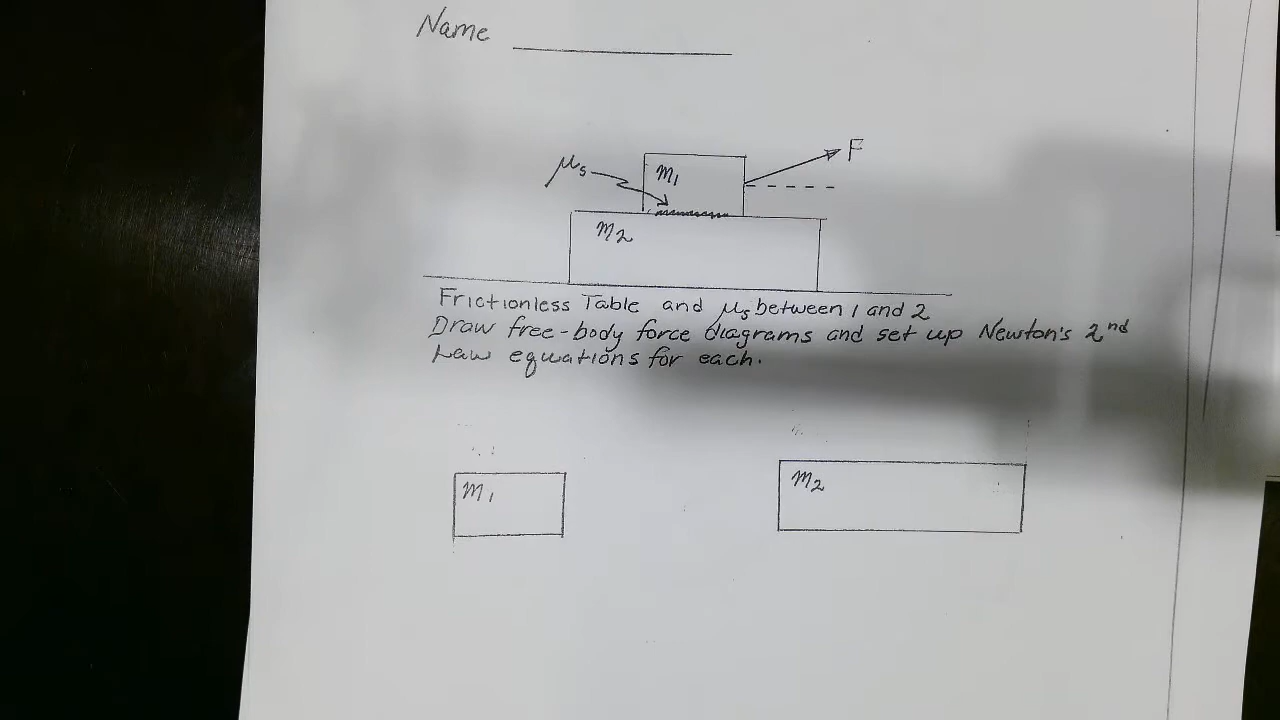 Name
F
μs
m1
m2
Frictionless Table and μs between 1 and 2
Draw free-body force diagrams and set up Newton's 2nd
Law equations for each.
m1
m2